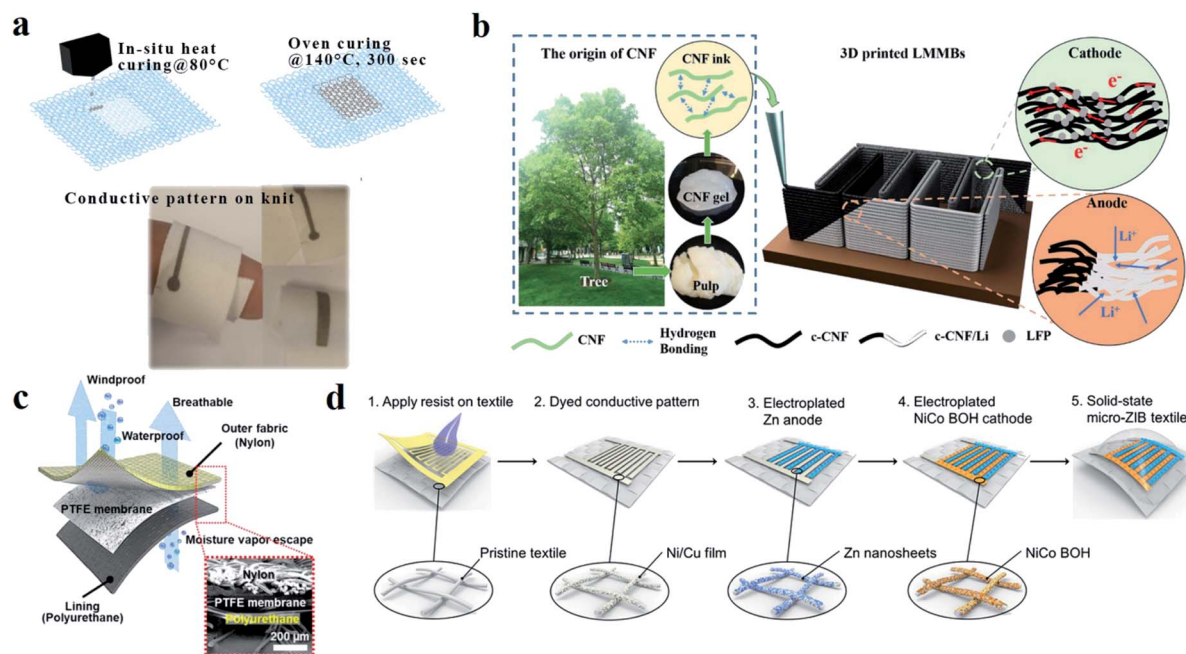 a
In-situ heat
curing@80°C
Oven curing
@140°C, 300 sec
Conductive pattern on knit
b
The origin of CNF
CNF ink
CNF gel
Pulp
Tree
3D printed LMMBs
Cathode
e-
e-
Anode
Li+
Li+
CNF
Hydrogen
Bonding
c-CNF
c-CNF/Li
LFP
c
Windproof
Waterproof
Breathable
Outer fabric
(Nylon)
PTFE membrane
Moisture vapor escape
Lining
(Polyurethane)
Nylon
PTFE membrane
Polyurethane
200 µm
d
1. Apply resist on textile
2. Dyed conductive pattern
3. Electroplated
Zn anode
4. Electroplated
NiCo BOH cathode
5. Solid-state
micro-ZIB textile
Pristine textile
Ni/Cu film
Zn nanosheets
NiCo BOH